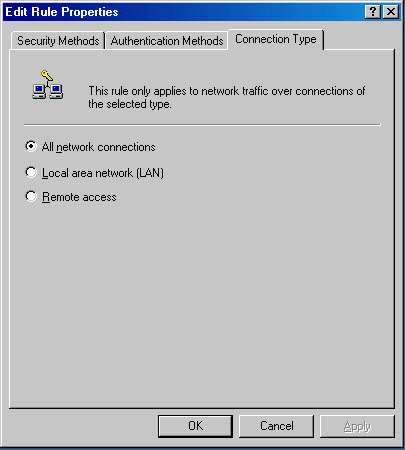 Edit Rule Properties
Security Methods Authentication Methods Connection Type
This rule only applies to network traffic over connections of
the selected type.
All network connections
Local area network (LAN)
Remote access
OK Cancel Apply